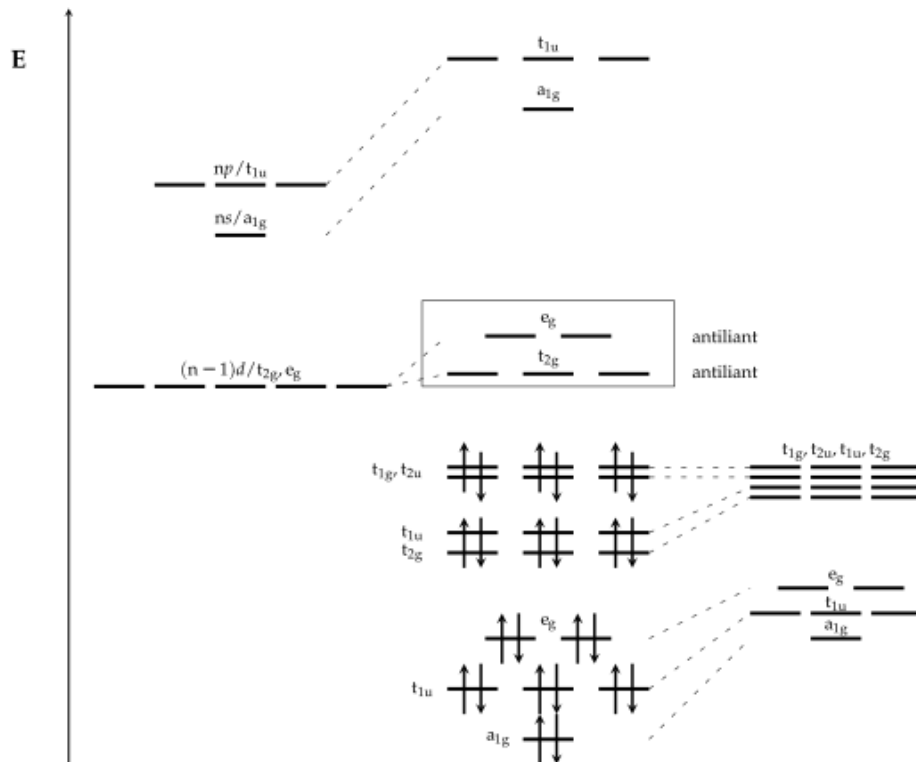 E
t1u
a1g
np/t1u
ns/a1g
eg
antiliant
t2g
antiliant
(n − 1)d/t2g, eg
t1g, t2u
t1g, t2u, t1u, t2g
t1u
t2g
eg
eg
t1u
a1g
t1u
a1g